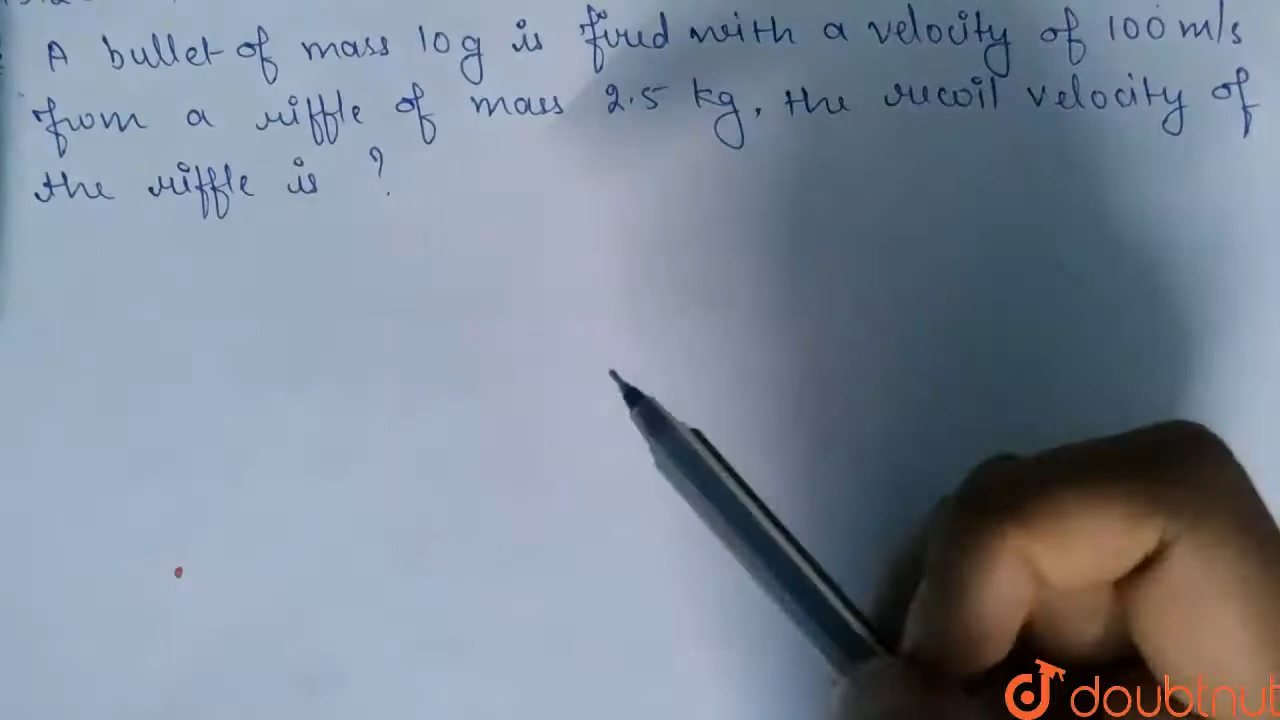 A bullet of mass 10g is fired with a velocity of 100 m/s
from a riffle of mass 2.5 kg, the recoil velocity of
the riffle is ?
doubtnut